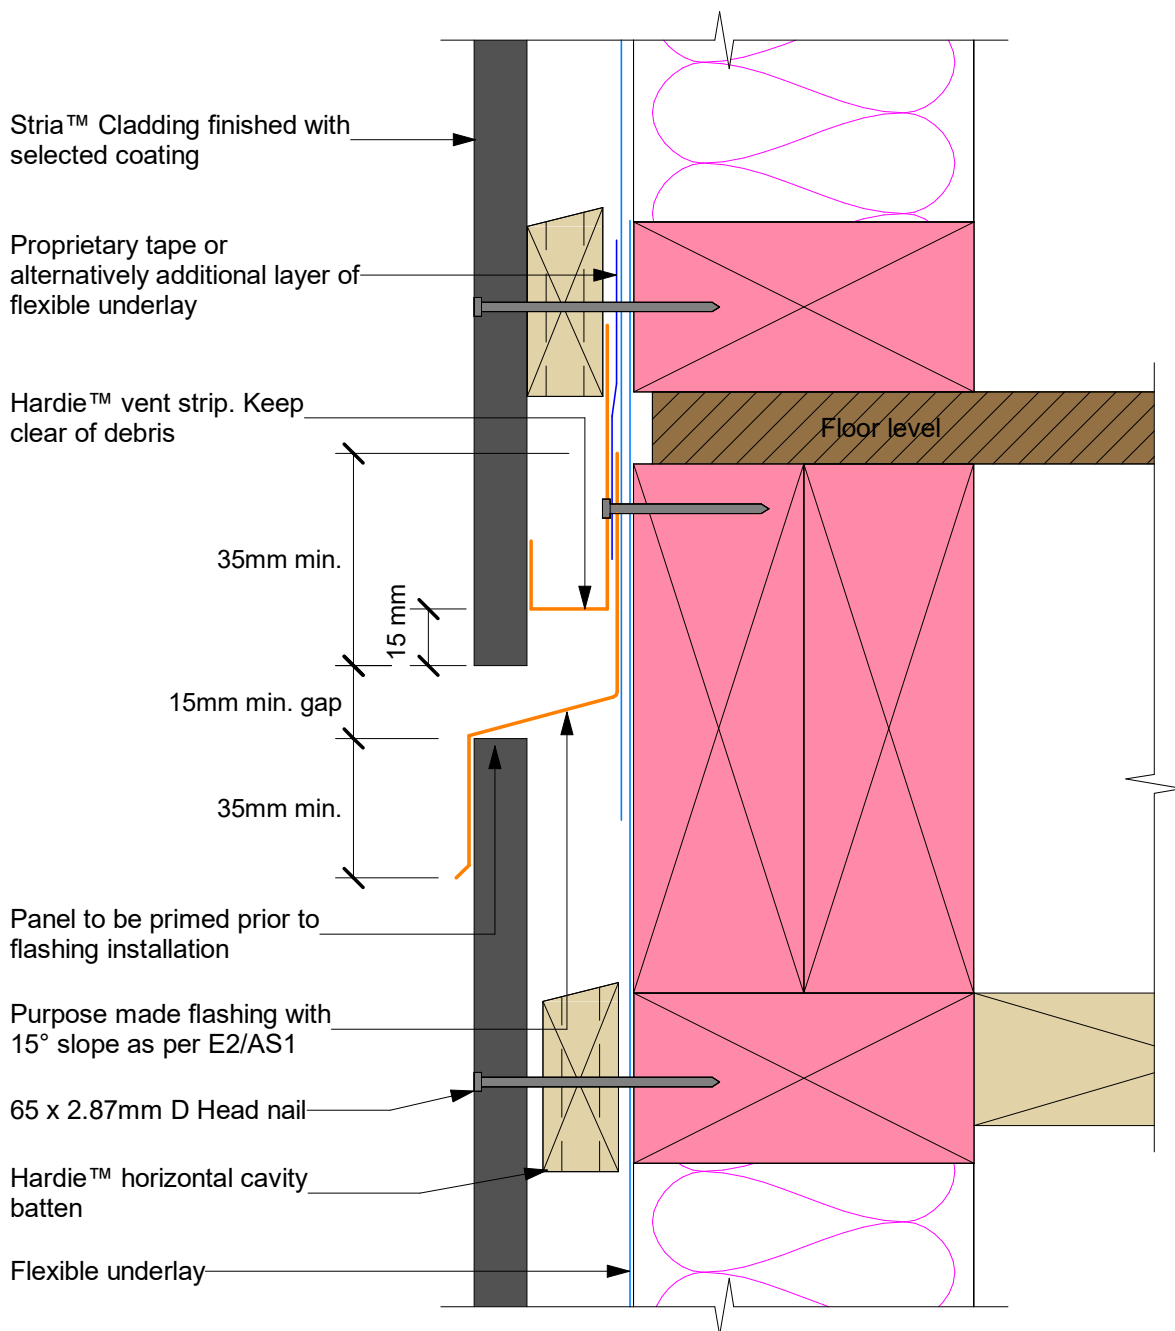 Stria™ Cladding finished with
selected coating
Proprietary tape or
alternatively additional layer of
flexible underlay
Hardie™ vent strip. Keep
clear of debris
Floor level
35mm min.
15 mm
15mm min. gap
35mm min.
Panel to be primed prior to
flashing installation
Purpose made flashing with
15° slope as per E2/AS1
65 x 2.87mm D Head nail
Hardie™ horizontal cavity
batten
Flexible underlay